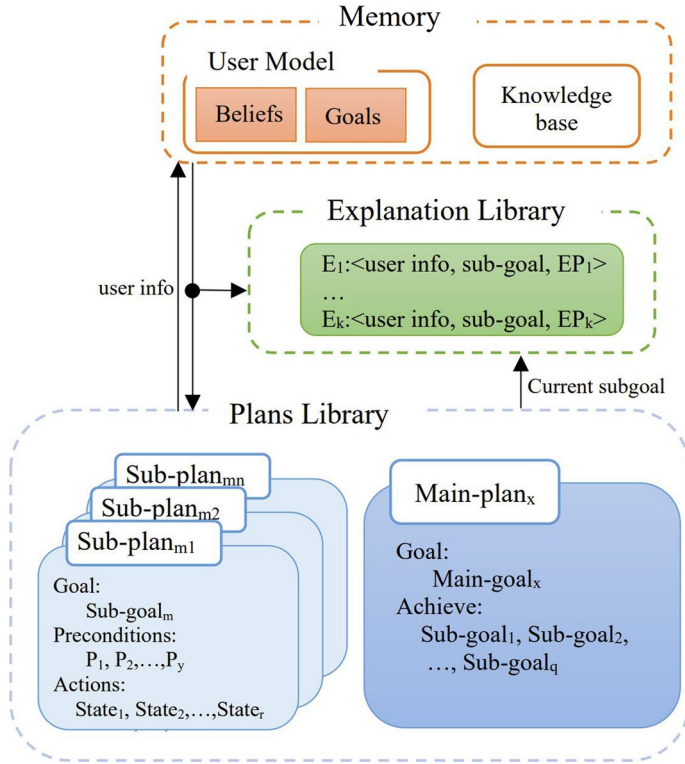 Memory
User Model
Beliefs
Goals
Knowledge
base
Explanation Library
E₁:<user info, sub-goal, EP₁>
…
Eₖ:<user info, sub-goal, EPₖ>
user info
Current subgoal
Plans Library
Sub-planₘₙ
Sub-planₘ₂
Sub-planₘ₁
Goal:
Sub-goalₘ
Preconditions:
P₁, P₂,…,Pᵧ
Actions:
State₁, State₂,…,Stateᵣ
Main-planₓ
Goal:
Main-goalₓ
Achieve:
Sub-goal₁, Sub-goal₂,
…, Sub-goal_q